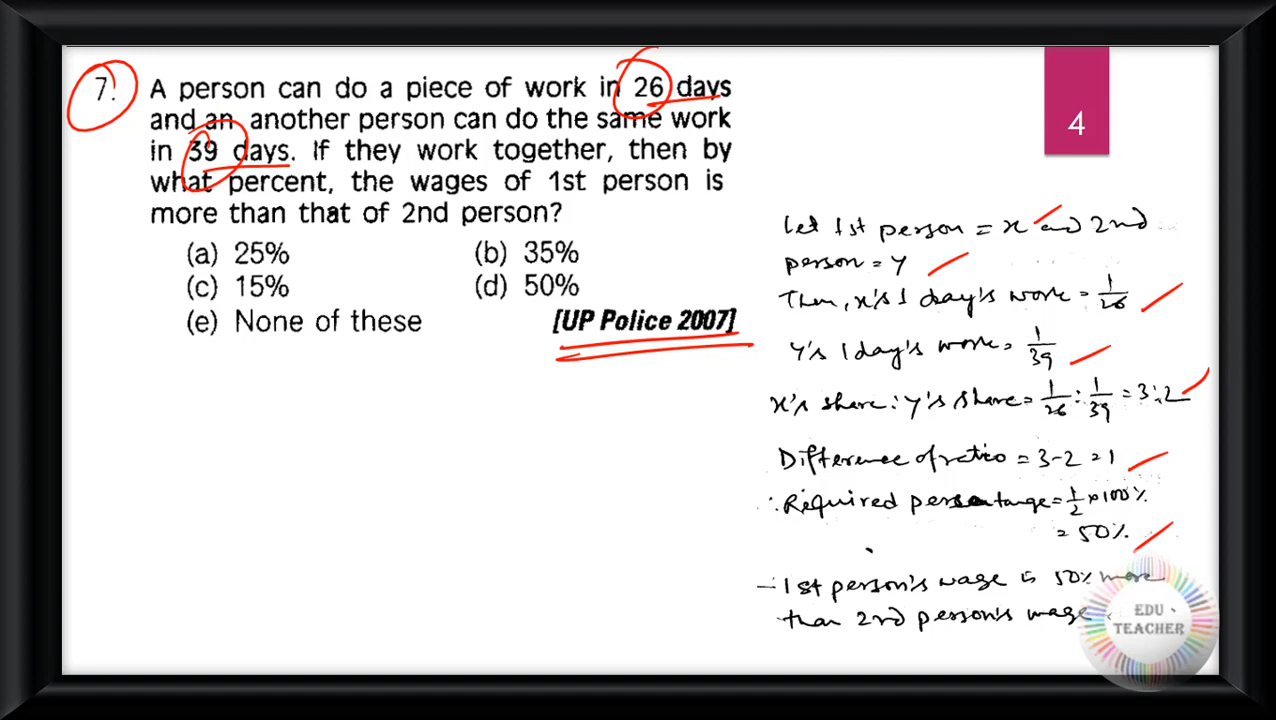 7.
A person can do a piece of work in 26 days
and an another person can do the same work
in 39 days. If they work together, then by
what percent, the wages of 1st person is
more than that of 2nd person?
(a) 25%
(b) 35%
(c) 15%
(d) 50%
(e) None of these
[UP Police 2007]
4
Let 1st person = x and 2nd
person = y
Then, x's 1 day's work = 1/26
y's 1 day's work = 1/39
x's share : y's share = 1/26 : 1/39 = 3:2
Difference of ratio = 3-2 = 1
∴ Required persentange = 1/2 × 100%
= 50%
- 1st person's wage is 50% more
than 2nd person's wage
EDU
TEACHER